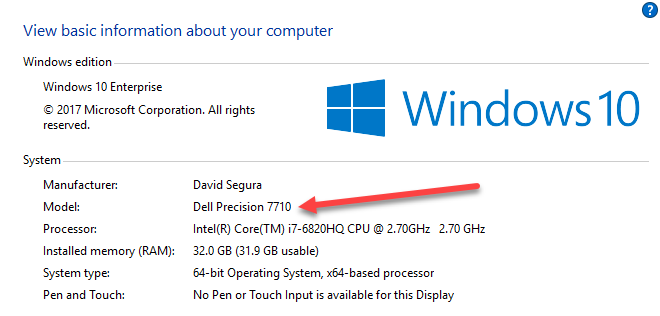 ?
View basic information about your computer
Windows edition
Windows 10 Enterprise
© 2017 Microsoft Corporation. All rights
reserved.
Windows 10
System
Manufacturer: David Segura
Model: Dell Precision 7710
Processor: Intel(R) Core(TM) i7-6820HQ CPU @ 2.70GHz 2.70 GHz
Installed memory (RAM): 32.0 GB (31.9 GB usable)
System type: 64-bit Operating System, x64-based processor
Pen and Touch: No Pen or Touch Input is available for this Display